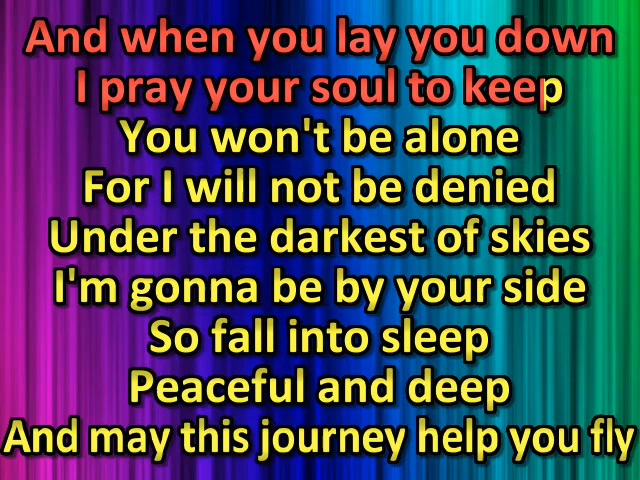 And when you lay you down
I pray your soul to keep
You won't be alone
For I will not be denied
Under the darkest of skies
I'm gonna be by your side
So fall into sleep
Peaceful and deep
And may this journey help you fly